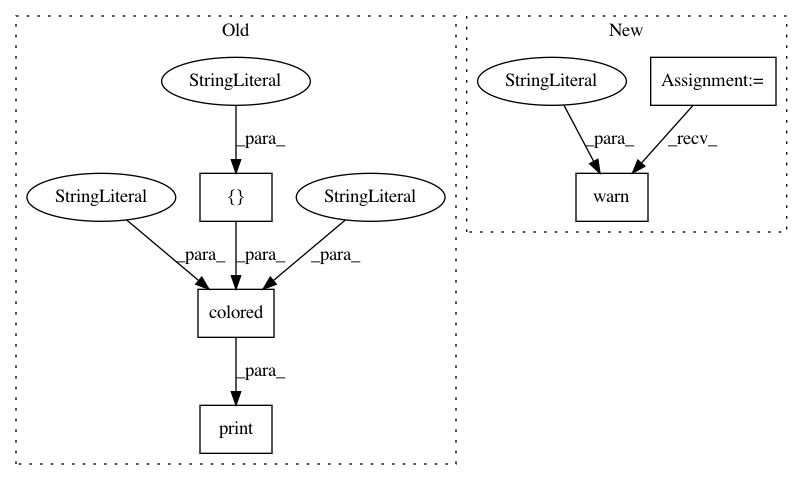 Old
New
StringLiteral
StringLiteral
Assignment:=
_para_
_para_
_recv_
StringLiteral
{}
StringLiteral
warn
_para_
_para_
_para_
colored
_para_
print